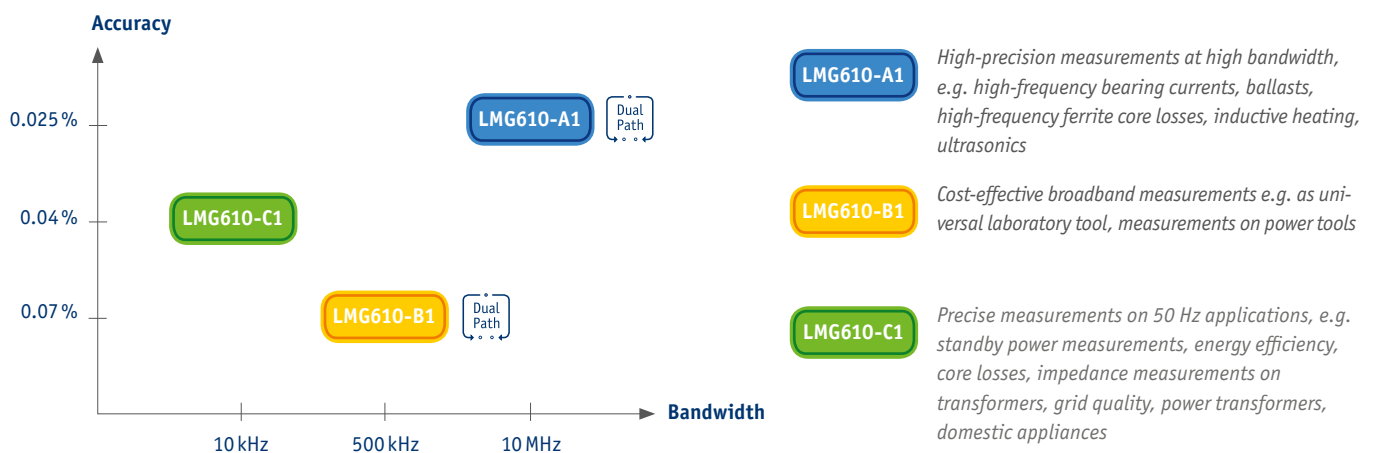 Accuracy
0.025 %
0.04 %
0.07 %
LMG610-A1
Dual
Path
LMG610-C1
LMG610-B1
Dual
Path
Bandwidth
10 kHz
500 kHz
10 MHz
LMG610-A1
High-precision measurements at high bandwidth,
e.g. high-frequency bearing currents, ballasts,
high-frequency ferrite core losses, inductive heating,
ultrasonics
LMG610-B1
Cost-effective broadband measurements e.g. as uni-
versal laboratory tool, measurements on power tools
LMG610-C1
Precise measurements on 50 Hz applications, e.g.
standby power measurements, energy efficiency,
core losses, impedance measurements on
transformers, grid quality, power transformers,
domestic appliances